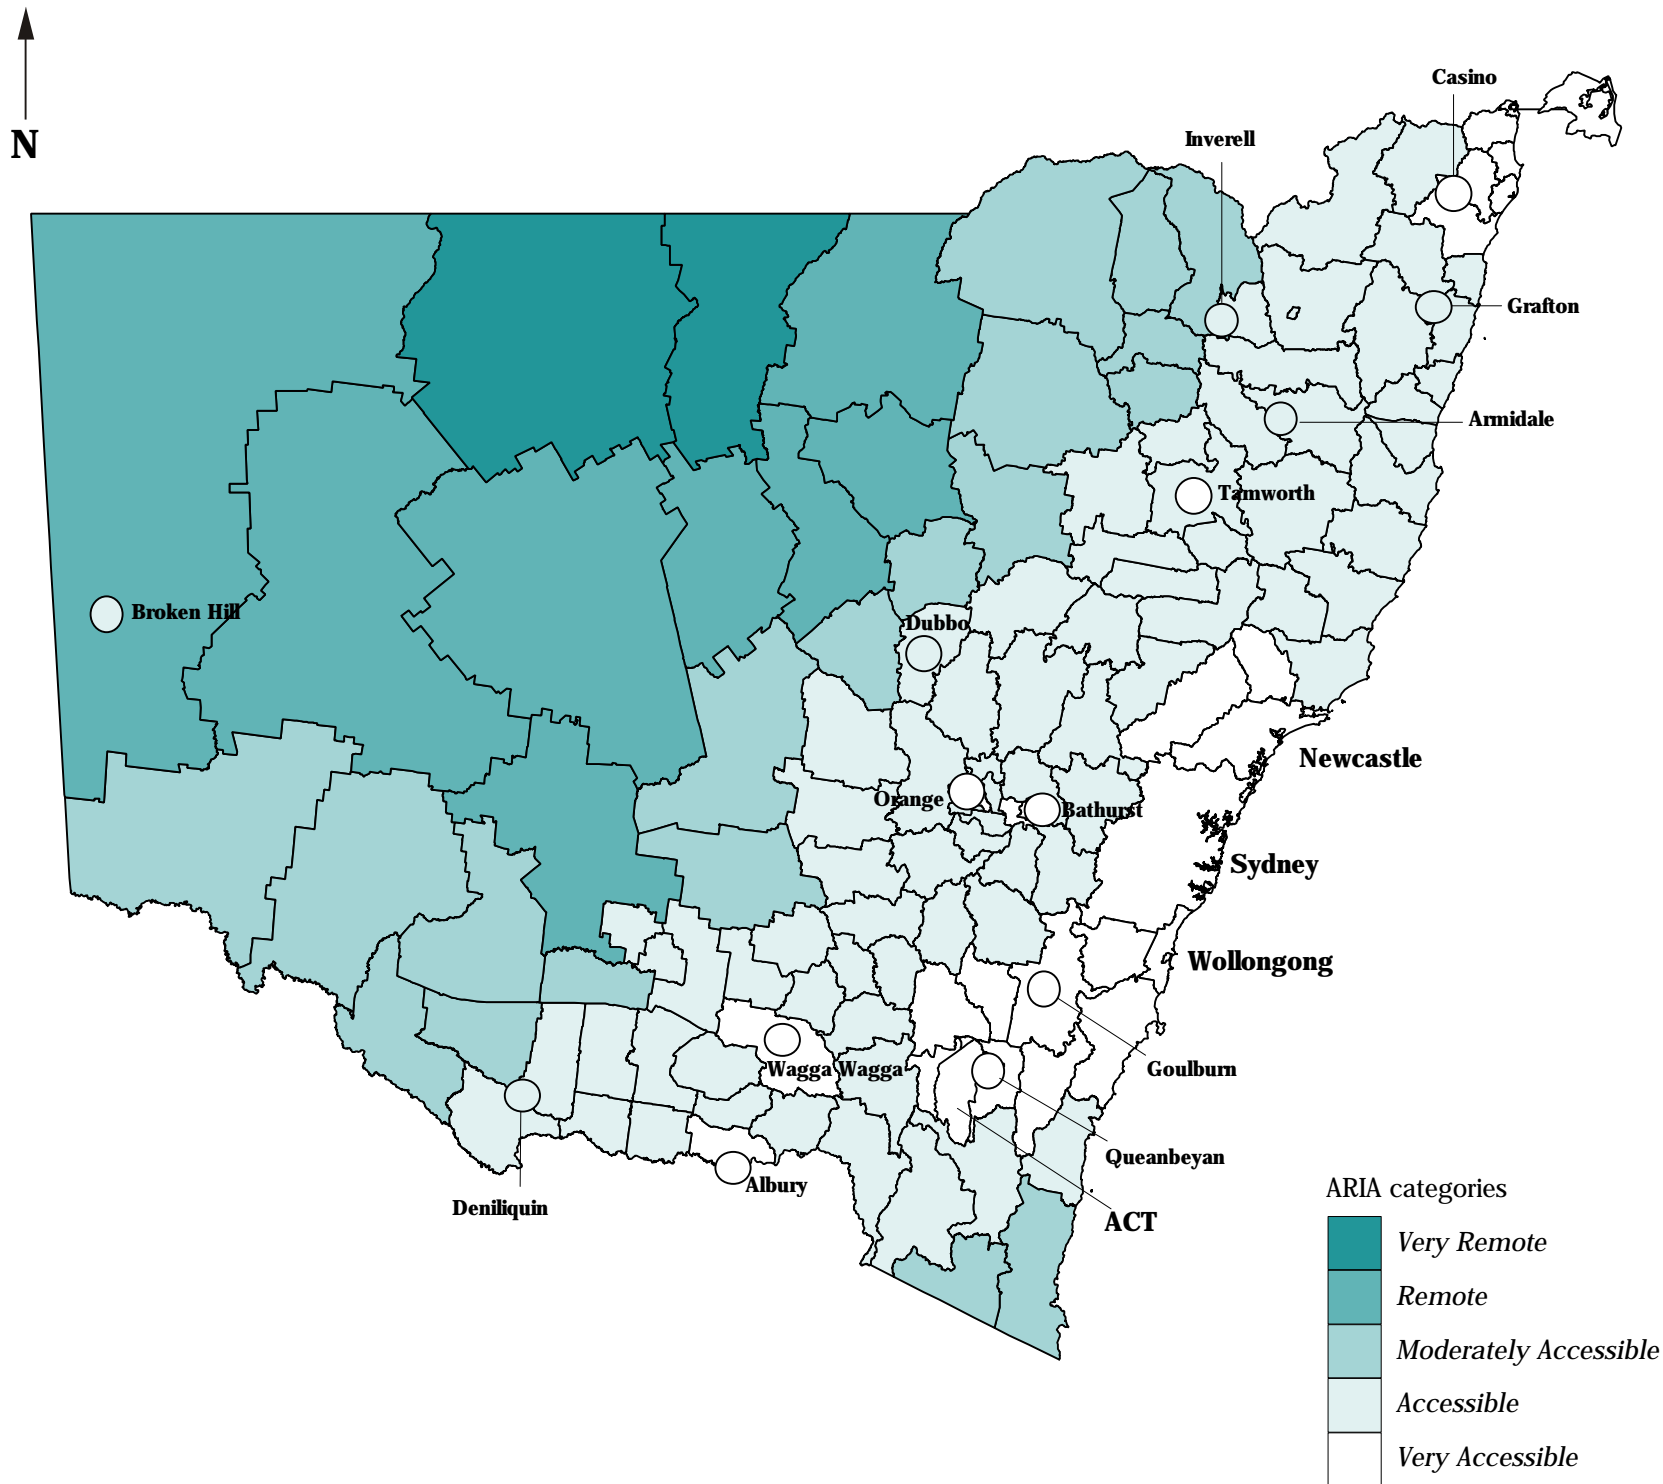 Casino
Inverell
N
Grafton
Armidale
Tamworth
Broken Hill
Dubbo
Newcastle
Orange
Bathurst
Sydney
Wollongong
Wagga Wagga
Goulburn
Queanbeyan
Albury
Deniliquin
ACT
ARIA categories
Very Remote
Remote
Moderately Accessible
Accessible
Very Accessible